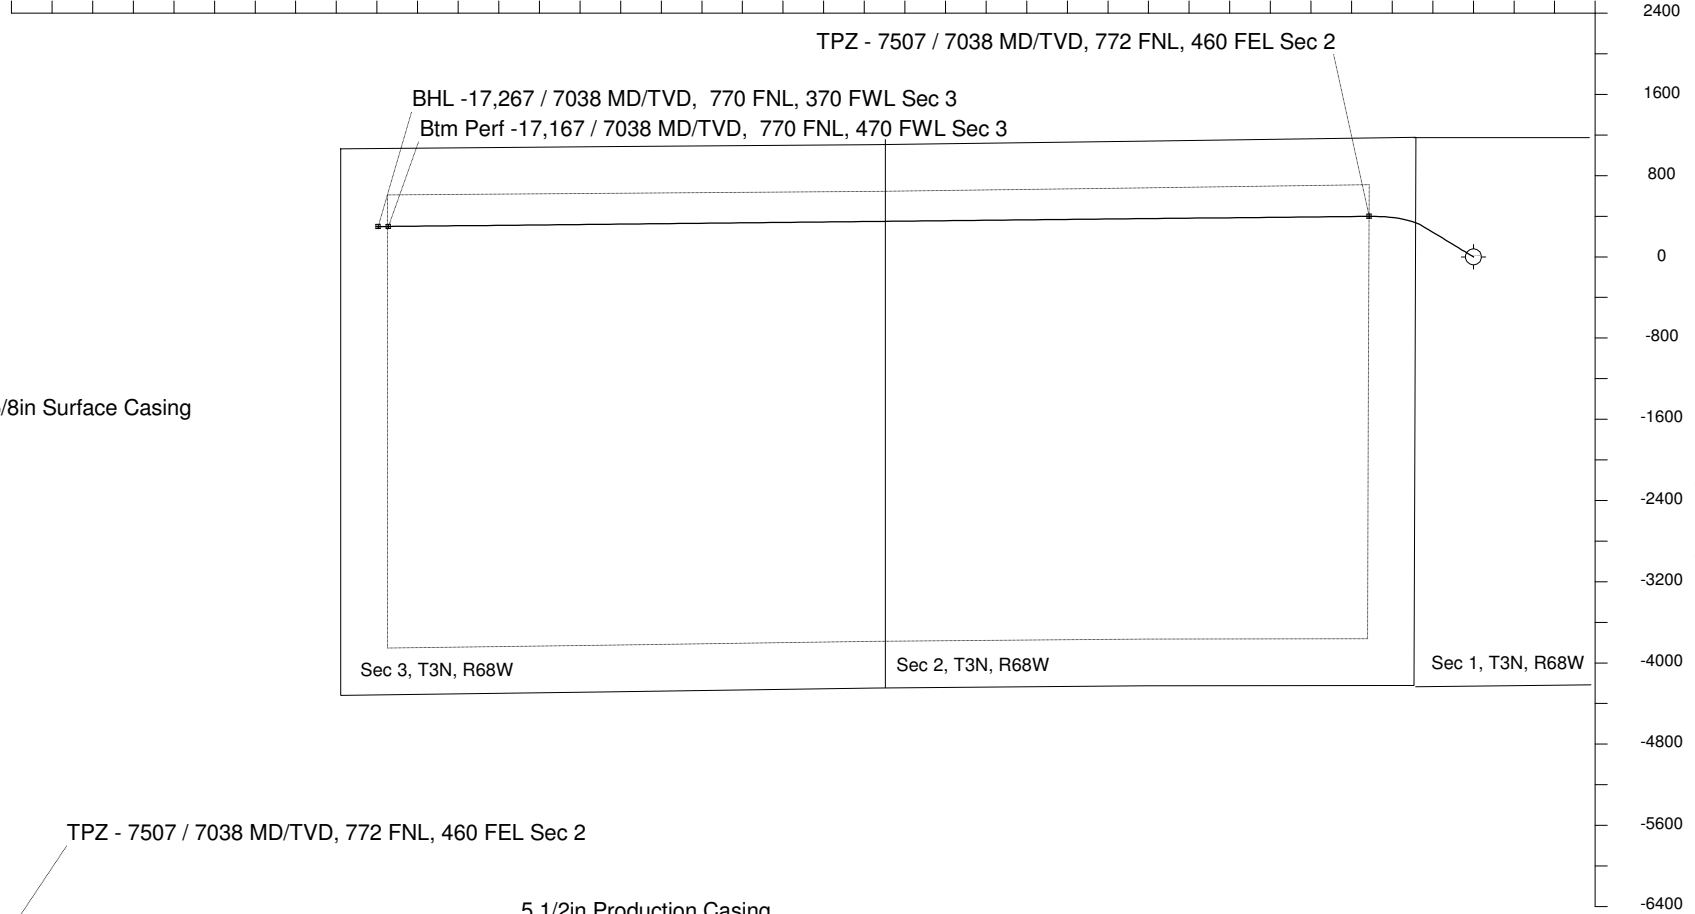 2400
TPZ - 7507 / 7038 MD/TVD, 772 FNL, 460 FEL Sec 2
1600
BHL -17,267 / 7038 MD/TVD, 770 FNL, 370 FWL Sec 3
Btm Perf -17,167 / 7038 MD/TVD, 770 FNL, 470 FWL Sec 3
800
0
-800
/8in Surface Casing
-1600
-2400
-3200
Sec 3, T3N, R68W
Sec 2, T3N, R68W
Sec 1, T3N, R68W
-4000
-4800
TPZ - 7507 / 7038 MD/TVD, 772 FNL, 460 FEL Sec 2
-5600
5 1/2in Production Casing
-6400